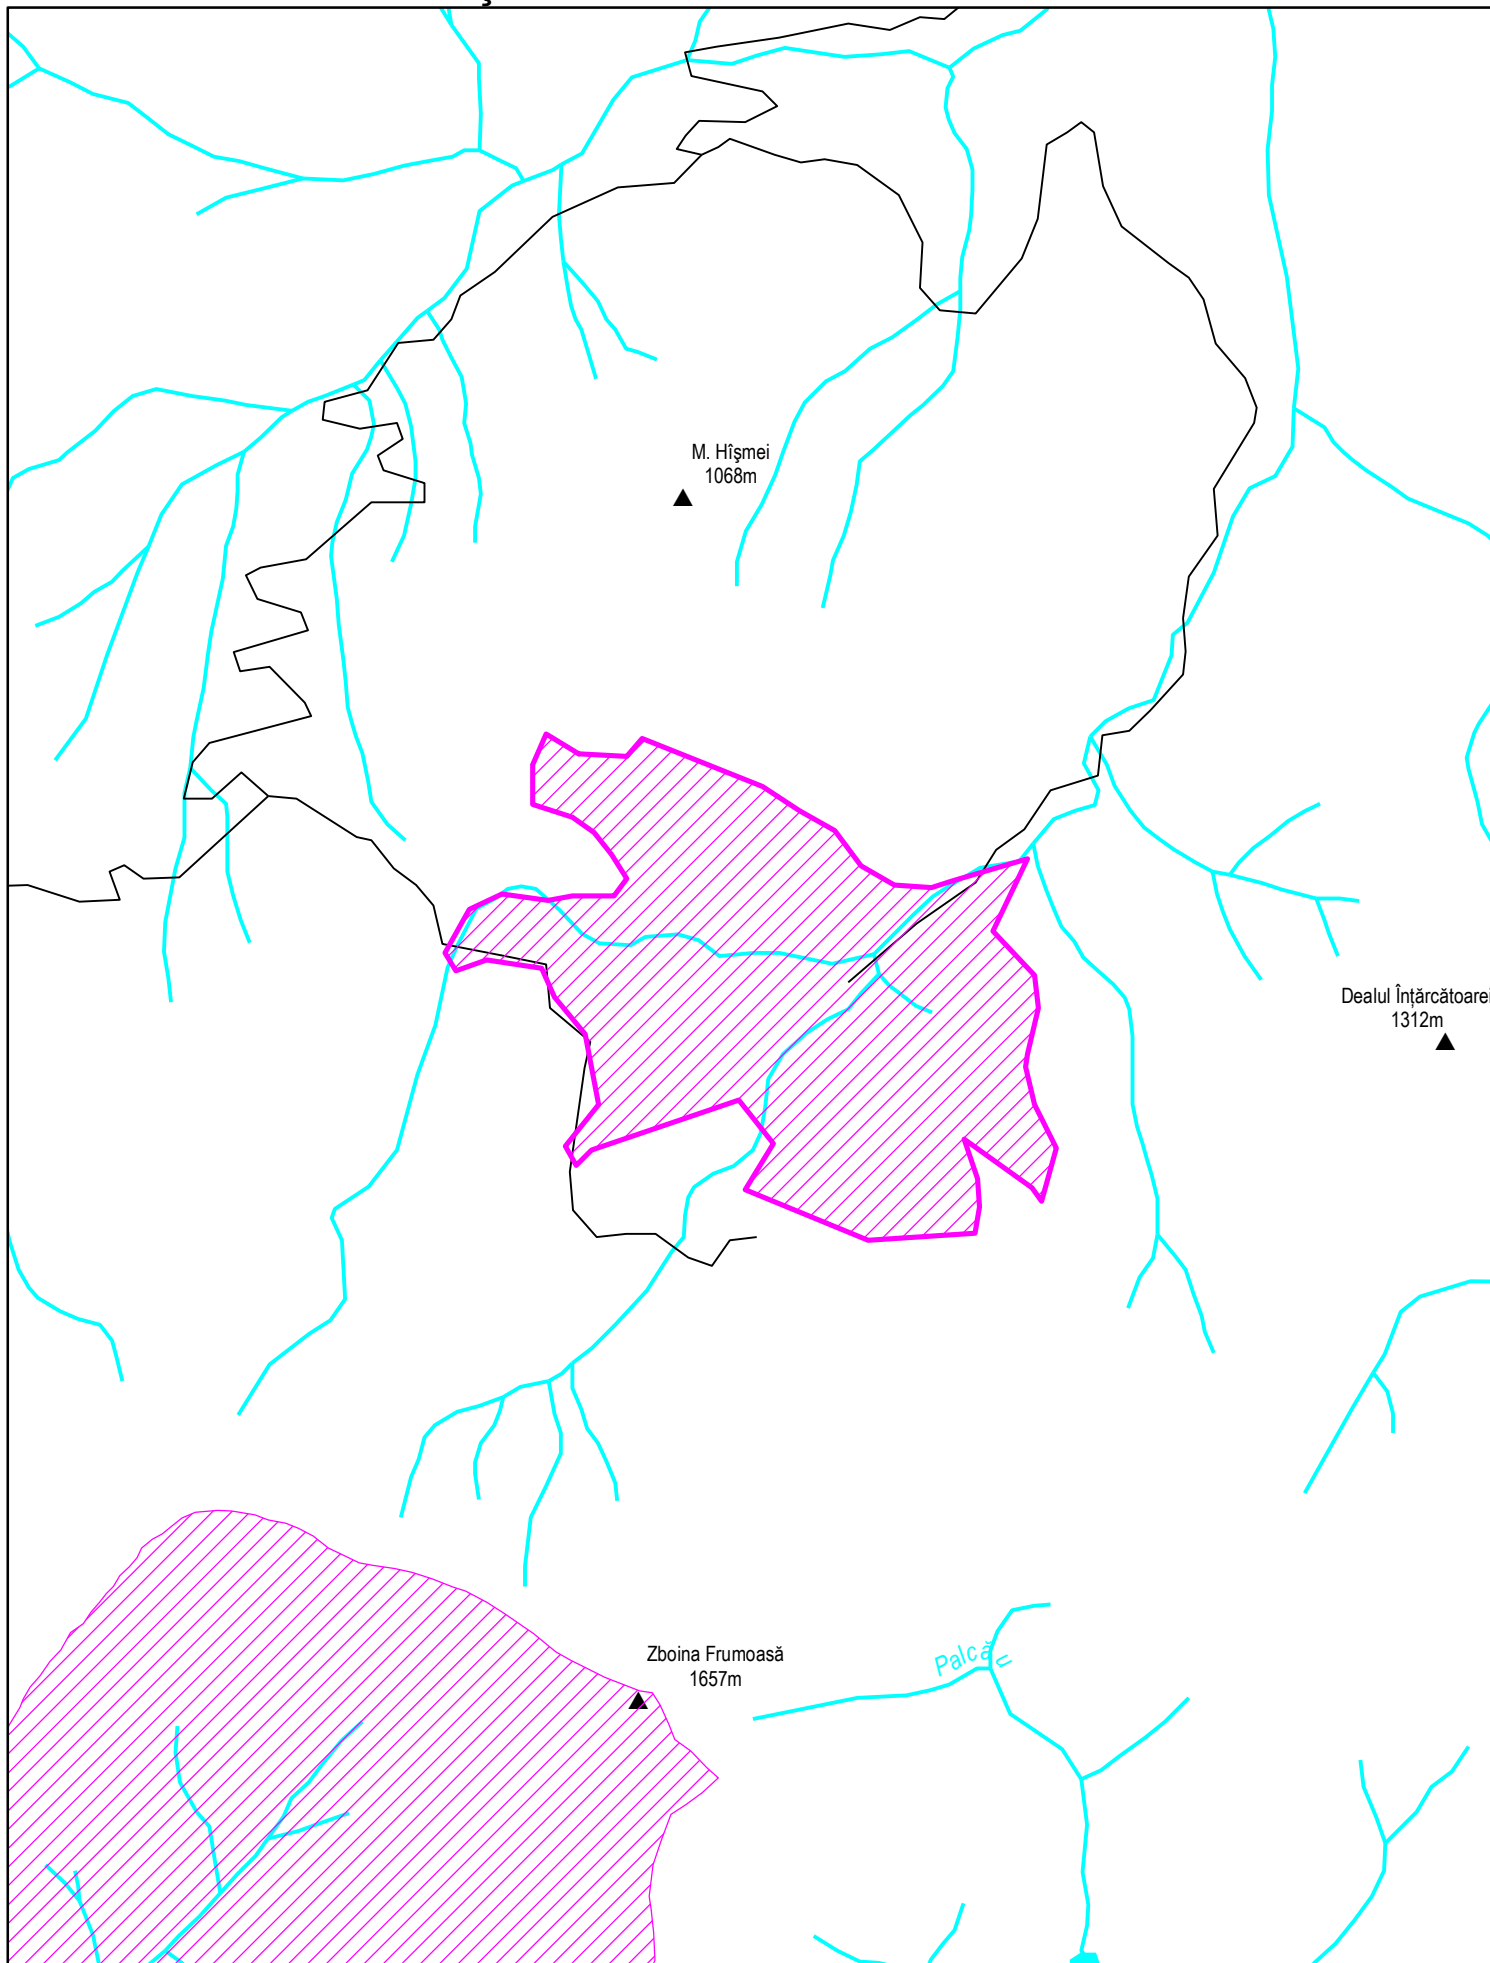 M. Hîşmei
1068m
Dealul Înțărcătoarei
1312m
Zboina Frumoasă
1657m
Palcău